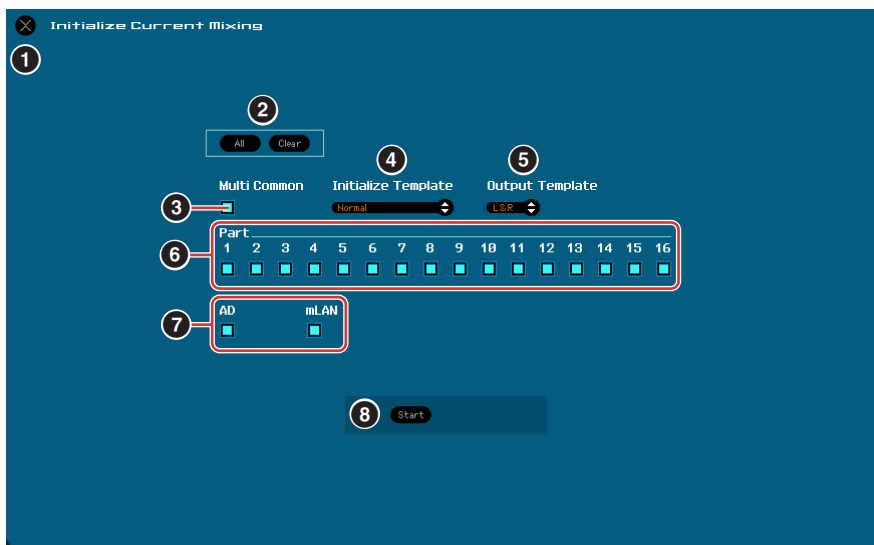 Initialize Current Mixing
1
2
All Clear
4 5
Multi Common Initialize Template Output Template
3 Normal L&R
Part
6 1 2 3 4 5 6 7 8 9 10 11 12 13 14 15 16
AD mLAN
7
8 Start